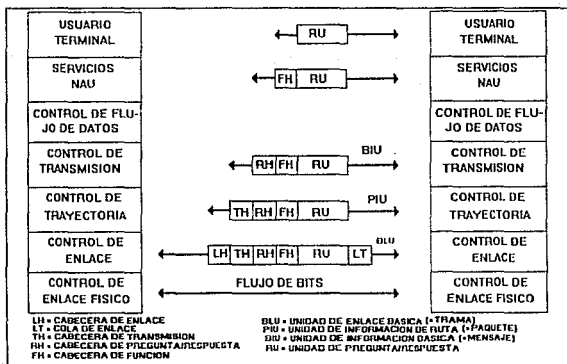 USUARIO
TERMINAL
RU
USUARIO
TERMINAL
SERVICIOS
NAU
FH RU
SERVICIOS
NAU
CONTROL DE FLU-
JO DE DATOS
CONTROL DE FLU-
JO DE DATOS
CONTROL DE
TRANSMISION
RH FH RU
BIU
CONTROL DE
TRANSMISION
CONTROL DE
TRAYECTORIA
TH RH FH RU
PIU
CONTROL DE
TRAYECTORIA
CONTROL DE
ENLACE
LH TH RH FH RU LT
BLU
CONTROL DE
ENLACE
CONTROL DE
ENLACE FISICO
FLUJO DE BITS
CONTROL DE
ENLACE FISICO
LH = CABECERA DE ENLACE
LT = COLA DE ENLACE
TH = CABECERA DE TRANSMISION
RH = CABECERA DE PREGUNTA/RESPUESTA
FH = CABECERA DE FUNCION
BLU = UNIDAD DE ENLACE BASICA (=TRAMA)
PIU = UNIDAD DE INFORMACION DE RUTA (=PAQUETE)
BIU = UNIDAD DE INFORMACION BASICA (=MENSAJE)
RU = UNIDAD DE PREGUNTA/RESPUESTA